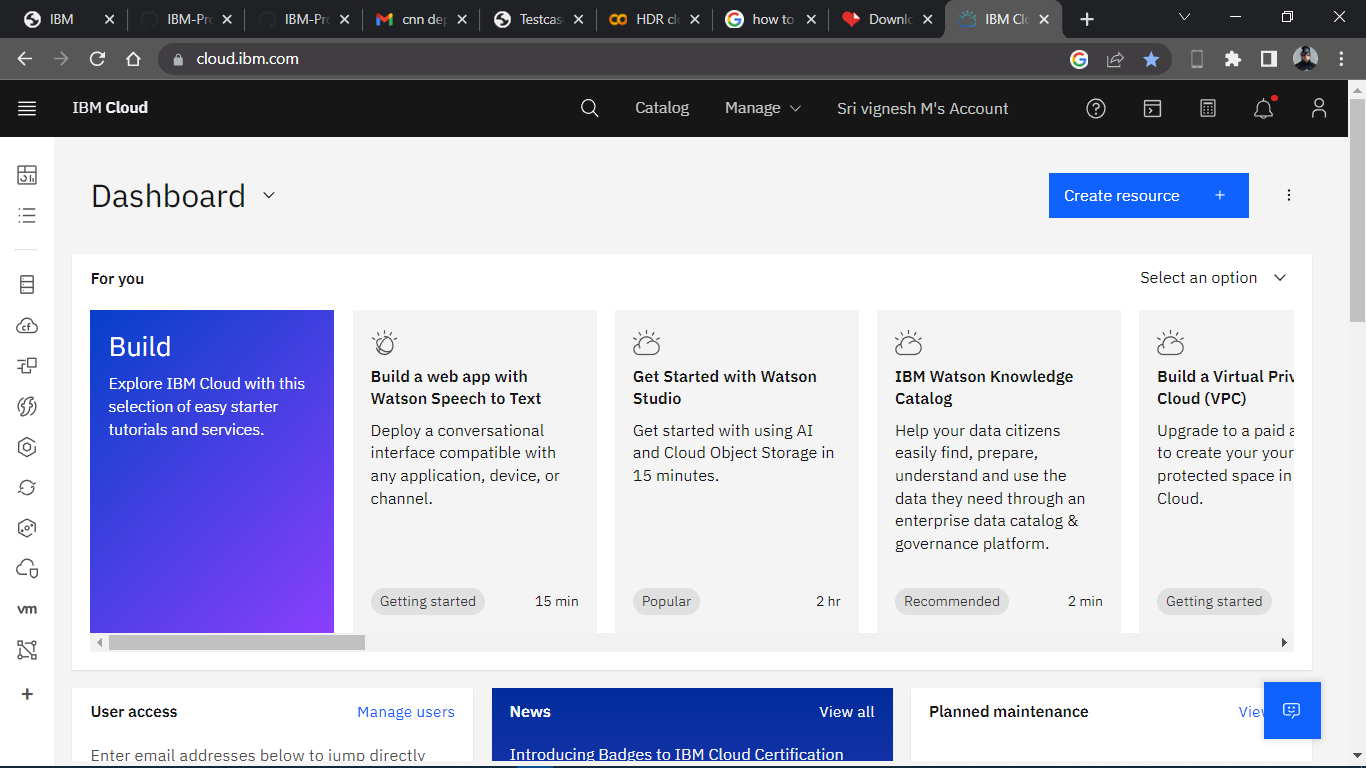 IBM
IBM-Pro
IBM-Pro
cnn dep
Testcase
HDR cl
how to
Downlo
IBM Clo
cloud.ibm.com
IBM Cloud
Catalog
Manage
Sri vignesh M's Account
Dashboard
Create resource +
For you
Select an option
Build
Explore IBM Cloud with this
selection of easy starter
tutorials and services.
Build a web app with
Watson Speech to Text
Deploy a conversational
interface compatible with
any application, device, or
channel.
Getting started
15 min
Get Started with Watson
Studio
Get started with using AI
and Cloud Object Storage in
15 minutes.
Popular
2 hr
IBM Watson Knowledge
Catalog
Help your data citizens
easily find, prepare,
understand and use the
data they need through an
enterprise data catalog &
governance platform.
Recommended
2 min
Build a Virtual Priv
Cloud (VPC)
Upgrade to a paid a
to create your your
protected space in
Cloud.
Getting started
cf
vm
User access
Manage users
Enter email addresses below to jump directly
News
View all
Introducing Badges to IBM Cloud Certification
Planned maintenance
View